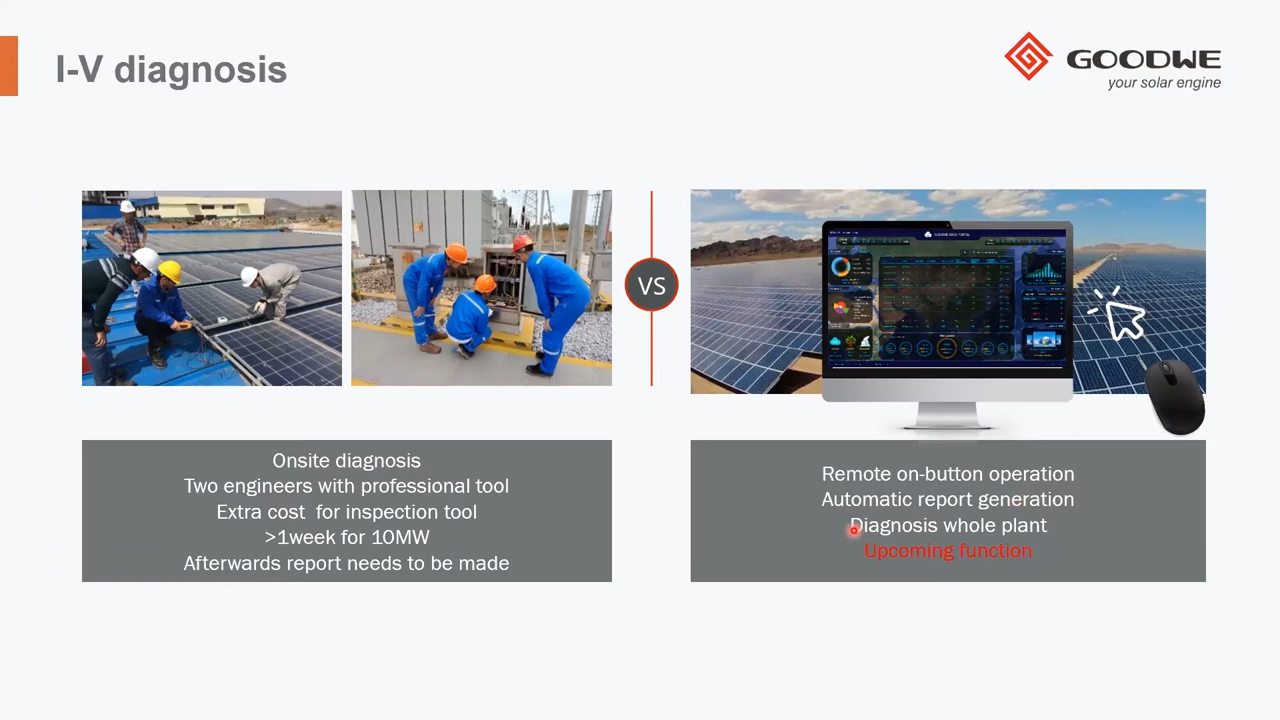 I-V diagnosis
GOODWE
your solar engine
VS
Onsite diagnosis
Two engineers with professional tool
Extra cost for inspection tool
>1week for 10MW
Afterwards report needs to be made
Remote on-button operation
Automatic report generation
Diagnosis whole plant
Upcoming function